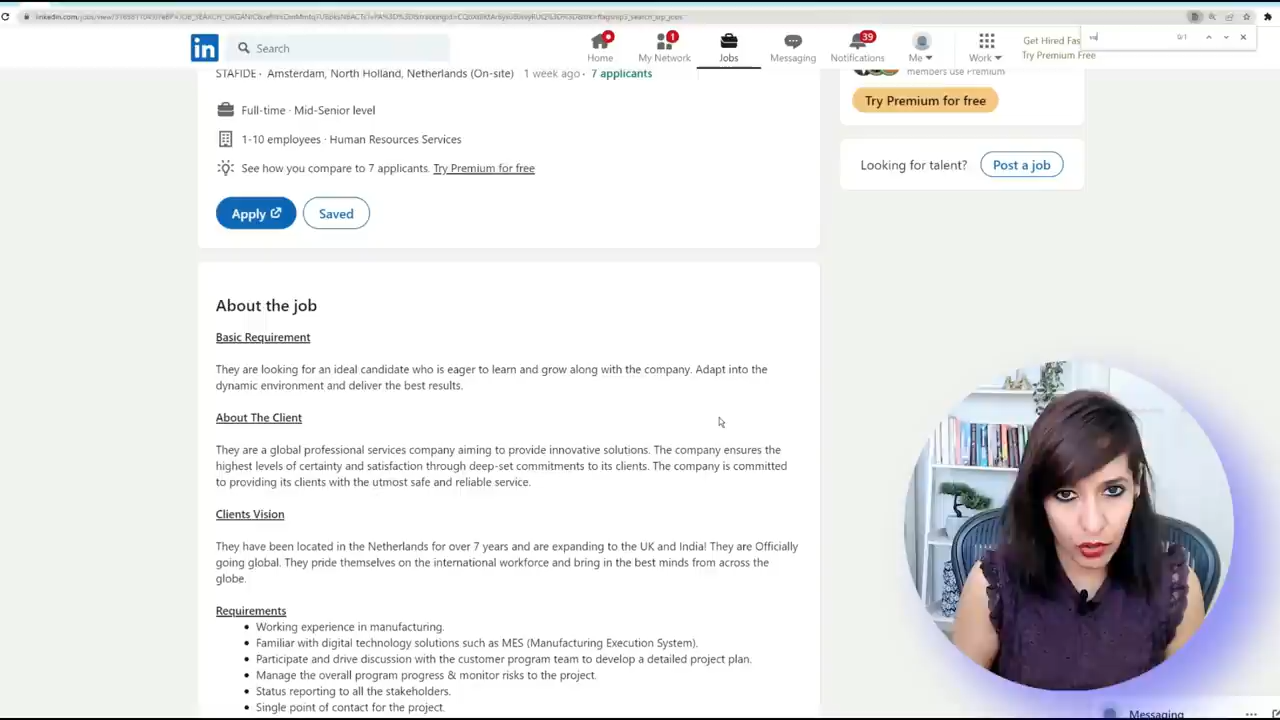 in
Search
Home
1
My Network
Jobs
Messaging
39
Notifications
Me
Work
Get Hired Fas
Try Premium Free
0/1
STAFIDE · Amsterdam, North Holland, Netherlands (On-site) 1 week ago · 7 applicants
Full-time · Mid-Senior level
1-10 employees · Human Resources Services
See how you compare to 7 applicants. Try Premium for free
Apply
Saved
members use Premium
Try Premium for free
Looking for talent?
Post a job
About the job
Basic Requirement
They are looking for an ideal candidate who is eager to learn and grow along with the company. Adapt into the
dynamic environment and deliver the best results.
About The Client
They are a global professional services company aiming to provide innovative solutions. The company ensures the
highest levels of certainty and satisfaction through deep-set commitments to its clients. The company is committed
to providing its clients with the utmost safe and reliable service.
Clients Vision
They have been located in the Netherlands for over 7 years and are expanding to the UK and India! They are Officially
going global. They pride themselves on the international workforce and bring in the best minds from across the
globe.
Requirements
• Working experience in manufacturing.
• Familiar with digital technology solutions such as MES (Manufacturing Execution System).
• Participate and drive discussion with the customer program team to develop a detailed project plan.
• Manage the overall program progress & monitor risks to the project.
• Status reporting to all the stakeholders.
• Single point of contact for the project.
Messaging